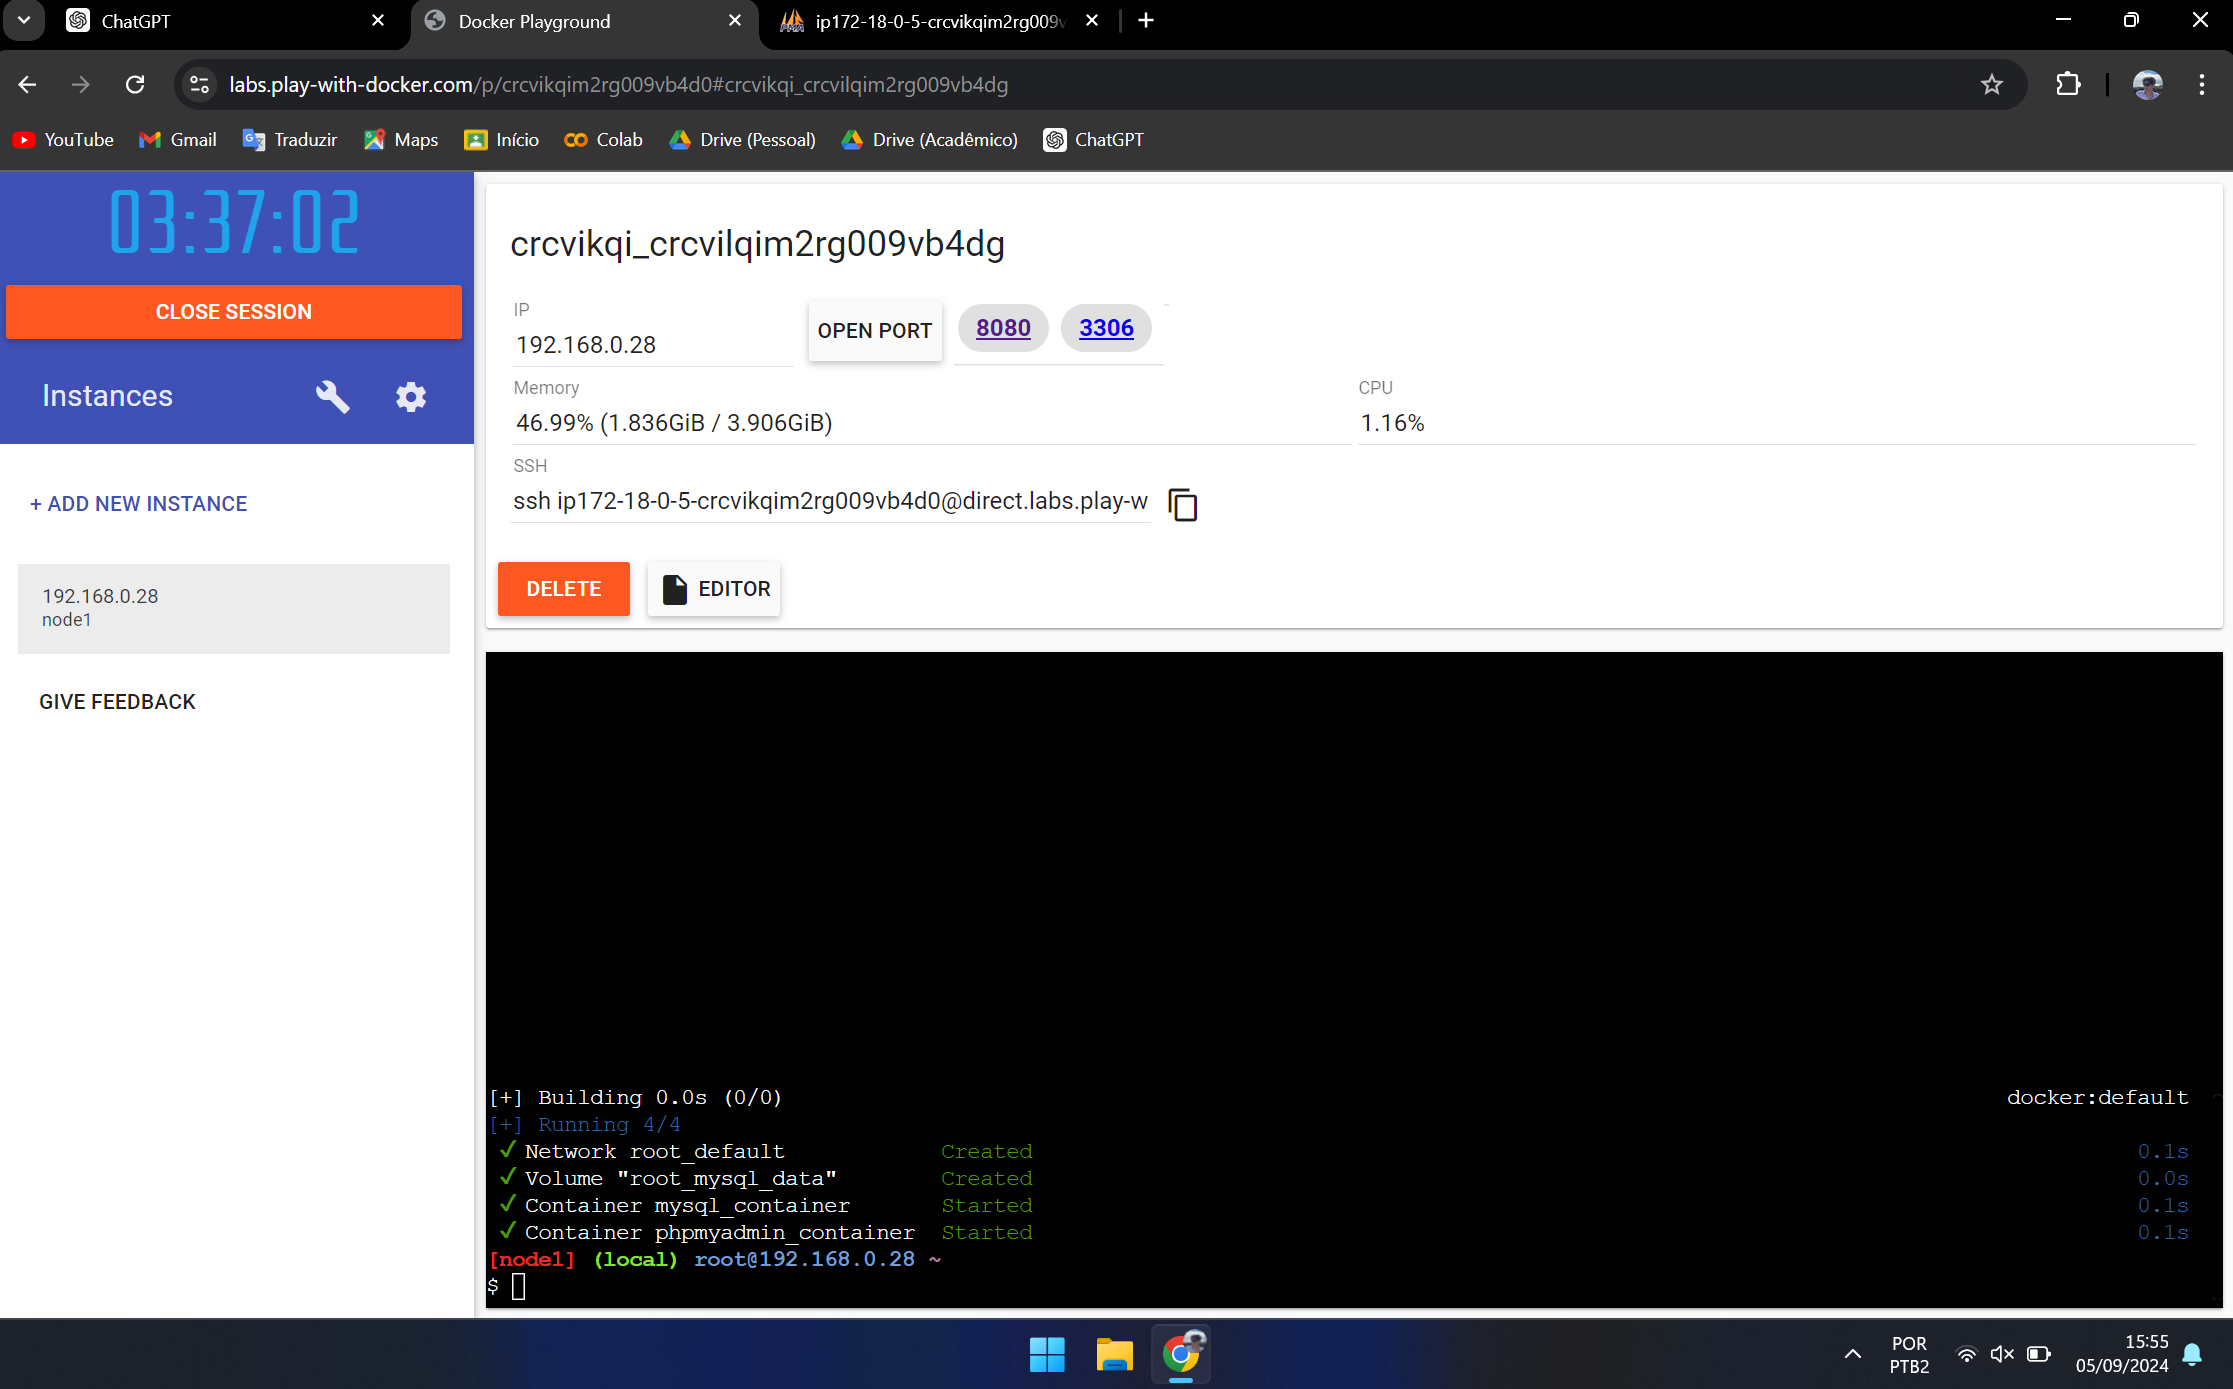 ChatGPT
Docker Playground
ip172-18-0-5-crcvikqim2rg009v
labs.play-with-docker.com/p/crcvikqim2rg009vb4d0#crcvikqi_crcvilqim2rg009vb4dg
YouTube Gmail Traduzir Maps Início Colab Drive (Pessoal) Drive (Acadêmico) ChatGPT
03:37:02
CLOSE SESSION
Instances
+ ADD NEW INSTANCE
192.168.0.28
node1
GIVE FEEDBACK
crcvikqi_crcvilqim2rg009vb4dg
IP
192.168.0.28
OPEN PORT
8080
3306
Memory
46.99% (1.836GiB / 3.906GiB)
CPU
1.16%
SSH
ssh ip172-18-0-5-crcvikqim2rg009vb4d0@direct.labs.play-w
DELETE
EDITOR
[+] Building 0.0s (0/0) docker:default
[+] Running 4/4
✓ Network root_default Created 0.1s
✓ Volume "root_mysql_data" Created 0.0s
✓ Container mysql_container Started 0.1s
✓ Container phpmyadmin_container Started 0.1s
[node1] (local) root@192.168.0.28 ~
$
POR
PTB2
15:55
05/09/2024